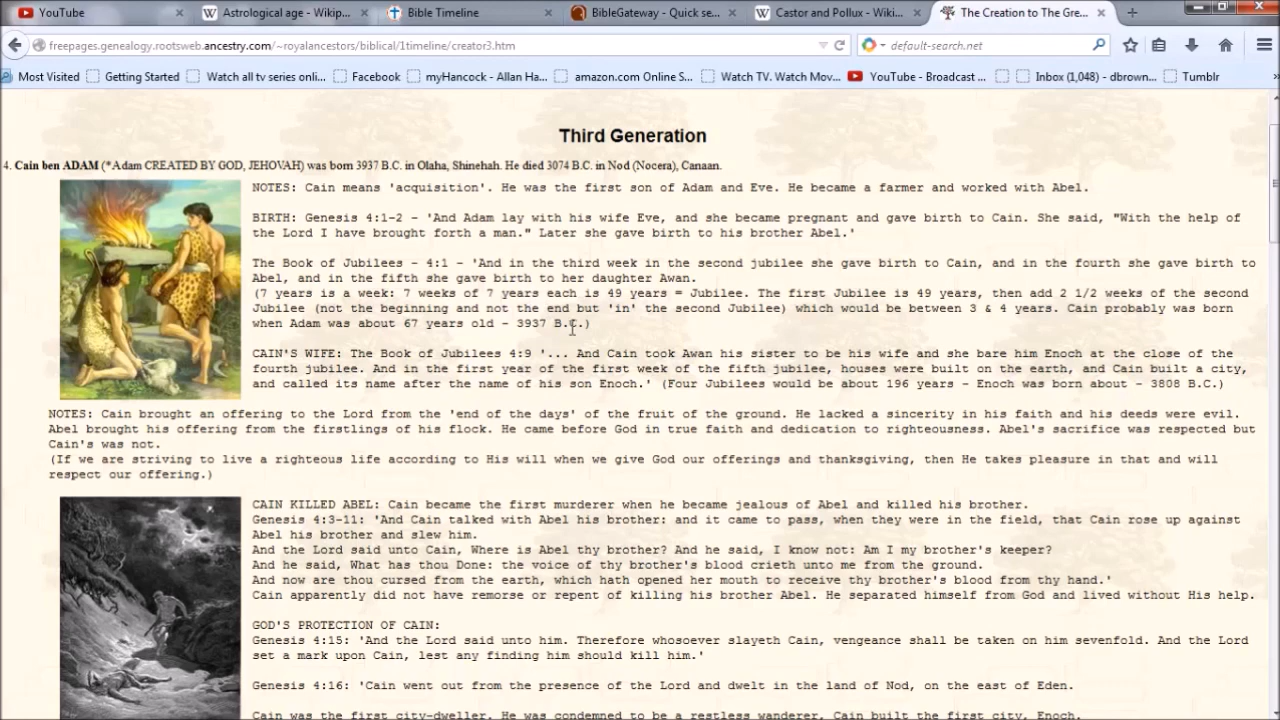 YouTube
Astrological age - Wikip...
Bible Timeline
BibleGateway - Quick se...
Castor and Pollux - Wiki...
The Creation to The Gre...
freepages.genealogy.rootsweb.ancestry.com/~royalancestors/biblical/1timeline/creator3.htm
default-search.net
Most Visited
Getting Started
Watch all tv series onli...
Facebook
myHancock - Allan Ha...
amazon.com Online S...
Watch TV. Watch Mov...
YouTube - Broadcast ...
Inbox (1,048) - dbrown...
Tumblr
Third Generation
4. Cain ben ADAM (*Adam CREATED BY GOD, JEHOVAH) was born 3937 B.C. in Olaha, Shinehah. He died 3074 B.C. in Nod (Nocera), Canaan.
NOTES: Cain means 'acquisition'. He was the first son of Adam and Eve. He became a farmer and worked with Abel.
BIRTH: Genesis 4:1-2 - 'And Adam lay with his wife Eve, and she became pregnant and gave birth to Cain. She said, "With the help of
the Lord I have brought forth a man." Later she gave birth to his brother Abel.'
The Book of Jubilees - 4:1 - 'And in the third week in the second jubilee she gave birth to Cain, and in the fourth she gave birth to
Abel, and in the fifth she gave birth to her daughter Awan.
(7 years is a week: 7 weeks of 7 years each is 49 years = Jubilee. The first Jubilee is 49 years, then add 2 1/2 weeks of the second
Jubilee (not the beginning and not the end but 'in' the second Jubilee) which would be between 3 & 4 years. Cain probably was born
when Adam was about 67 years old - 3937 B.C.)
CAIN'S WIFE: The Book of Jubilees 4:9 '... And Cain took Awan his sister to be his wife and she bare him Enoch at the close of the
fourth jubilee. And in the first year of the first week of the fifth jubilee, houses were built on the earth, and Cain built a city,
and called its name after the name of his son Enoch.' (Four Jubilees would be about 196 years - Enoch was born about - 3808 B.C.)
NOTES: Cain brought an offering to the Lord from the 'end of the days' of the fruit of the ground. He lacked a sincerity in his faith and his deeds were evil.
Abel brought his offering from the firstlings of his flock. He came before God in true faith and dedication to righteousness. Abel's sacrifice was respected but
Cain's was not.
(If we are striving to live a righteous life according to His will when we give God our offerings and thanksgiving, then He takes pleasure in that and will
respect our offering.)
CAIN KILLED ABEL: Cain became the first murderer when he became jealous of Abel and killed his brother.
Genesis 4:3-11: 'And Cain talked with Abel his brother: and it came to pass, when they were in the field, that Cain rose up against
Abel his brother and slew him.
And the Lord said unto Cain, Where is Abel thy brother? And he said, I know not: Am I my brother's keeper?
And he said, What has thou Done: the voice of thy brother's blood crieth unto me from the ground.
And now are thou cursed from the earth, which hath opened her mouth to receive thy brother's blood from thy hand.'
Cain apparently did not have remorse or repent of killing his brother Abel. He separated himself from God and lived without His help.
GOD'S PROTECTION OF CAIN:
Genesis 4:15: 'And the Lord said unto him. Therefore whosoever slayeth Cain, vengeance shall be taken on him sevenfold. And the Lord
set a mark upon Cain, lest any finding him should kill him.'
Genesis 4:16: 'Cain went out from the presence of the Lord and dwelt in the land of Nod, on the east of Eden.
Cain was the first city-dweller. He was condemned to be a restless wanderer, Cain built the first city, Enoch.